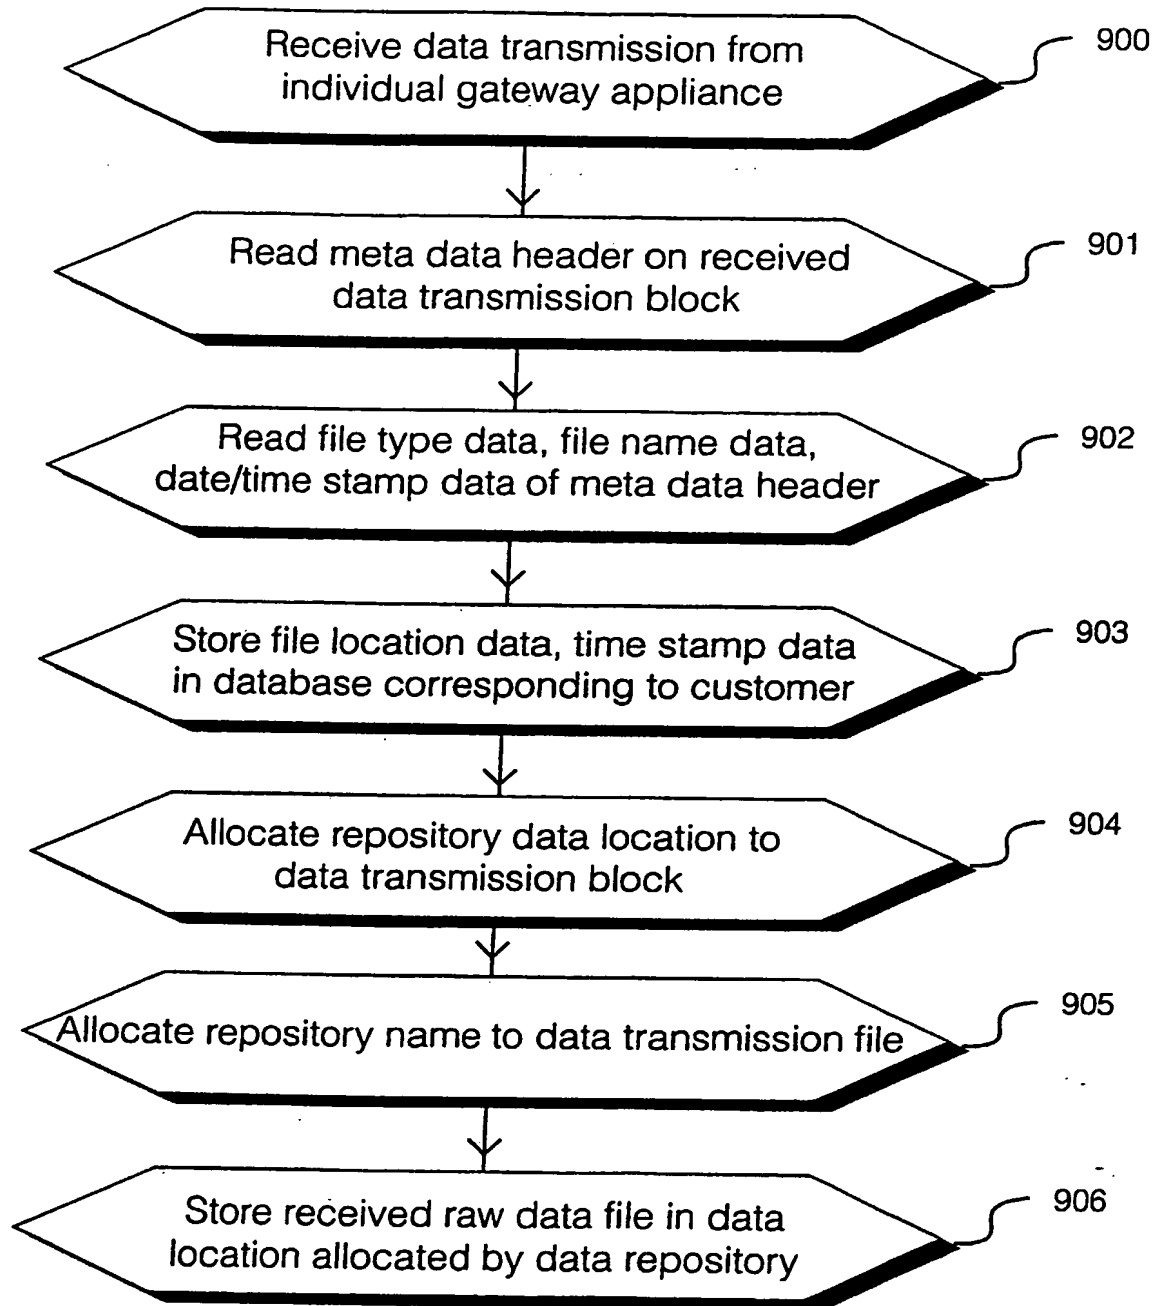 Receive data transmission from
individual gateway appliance
900
Read meta data header on received
data transmission block
901
Read file type data, file name data,
date/time stamp data of meta data header
902
Store file location data, time stamp data
in database corresponding to customer
903
Allocate repository data location to
data transmission block
904
Allocate repository name to data transmission file
905
Store received raw data file in data
location allocated by data repository
906